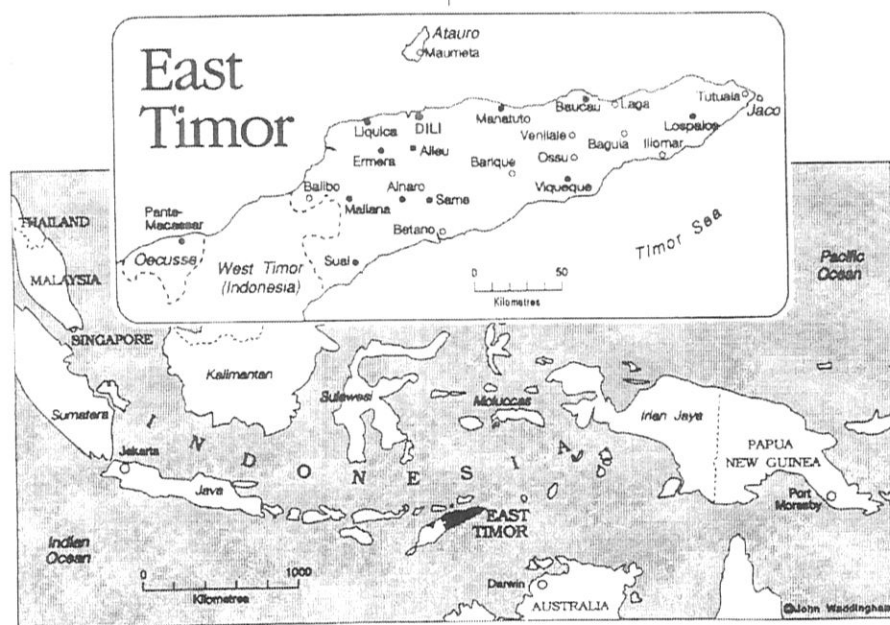 Atauro
Maumeta
East
Timor
Tutuala
Jaco
Baucau
Laga
Manatuto
DILI
Liquica
Lospalos
Venilale
Baguia
Iliomar
Ermera
Aileu
Barique
Ossu
Viqueque
Balibo
Maliana
Ainaro
Same
Betano
Pante-
Macassar
Oecusse
West Timor
(Indonesia)
Suai
Timor Sea
0 50
Kilometres
THAILAND
MALAYSIA
SINGAPORE
Pacific
Ocean
Kalimantan
Sumatera
Sulawesi
Moluccas
Irian Jaya
PAPUA
NEW GUINEA
INDONESIA
Jakarta
Java
Port
Moresby
EAST
TIMOR
Indian
Ocean
0 1000
Kilometres
Darwin
AUSTRALIA
©John Waddingham